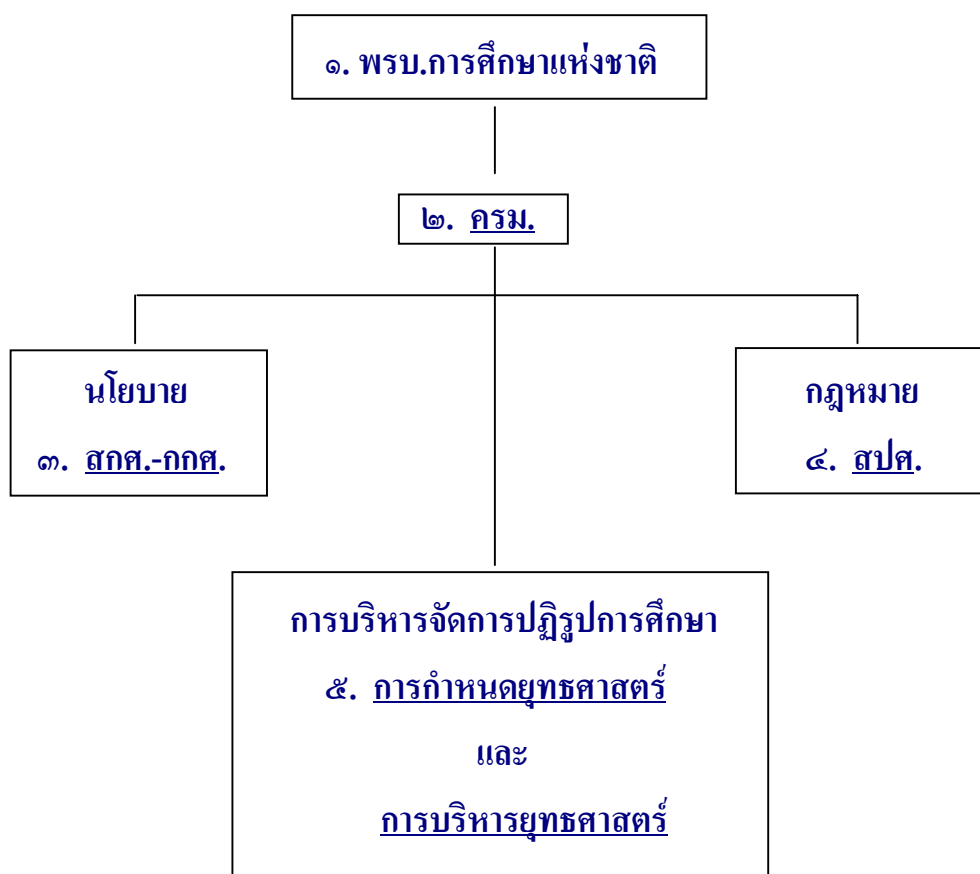 ๑. พรบ.การศึกษาแห่งชาติ
๒. ครม.
นโยบาย
๓. สกศ.-กกศ.
กฎหมาย
๔. สปศ.
การบริหารจัดการปฏิรูปการศึกษา
๕. การกำหนดยุทธศาสตร์
และ
การบริหารยุทธศาสตร์